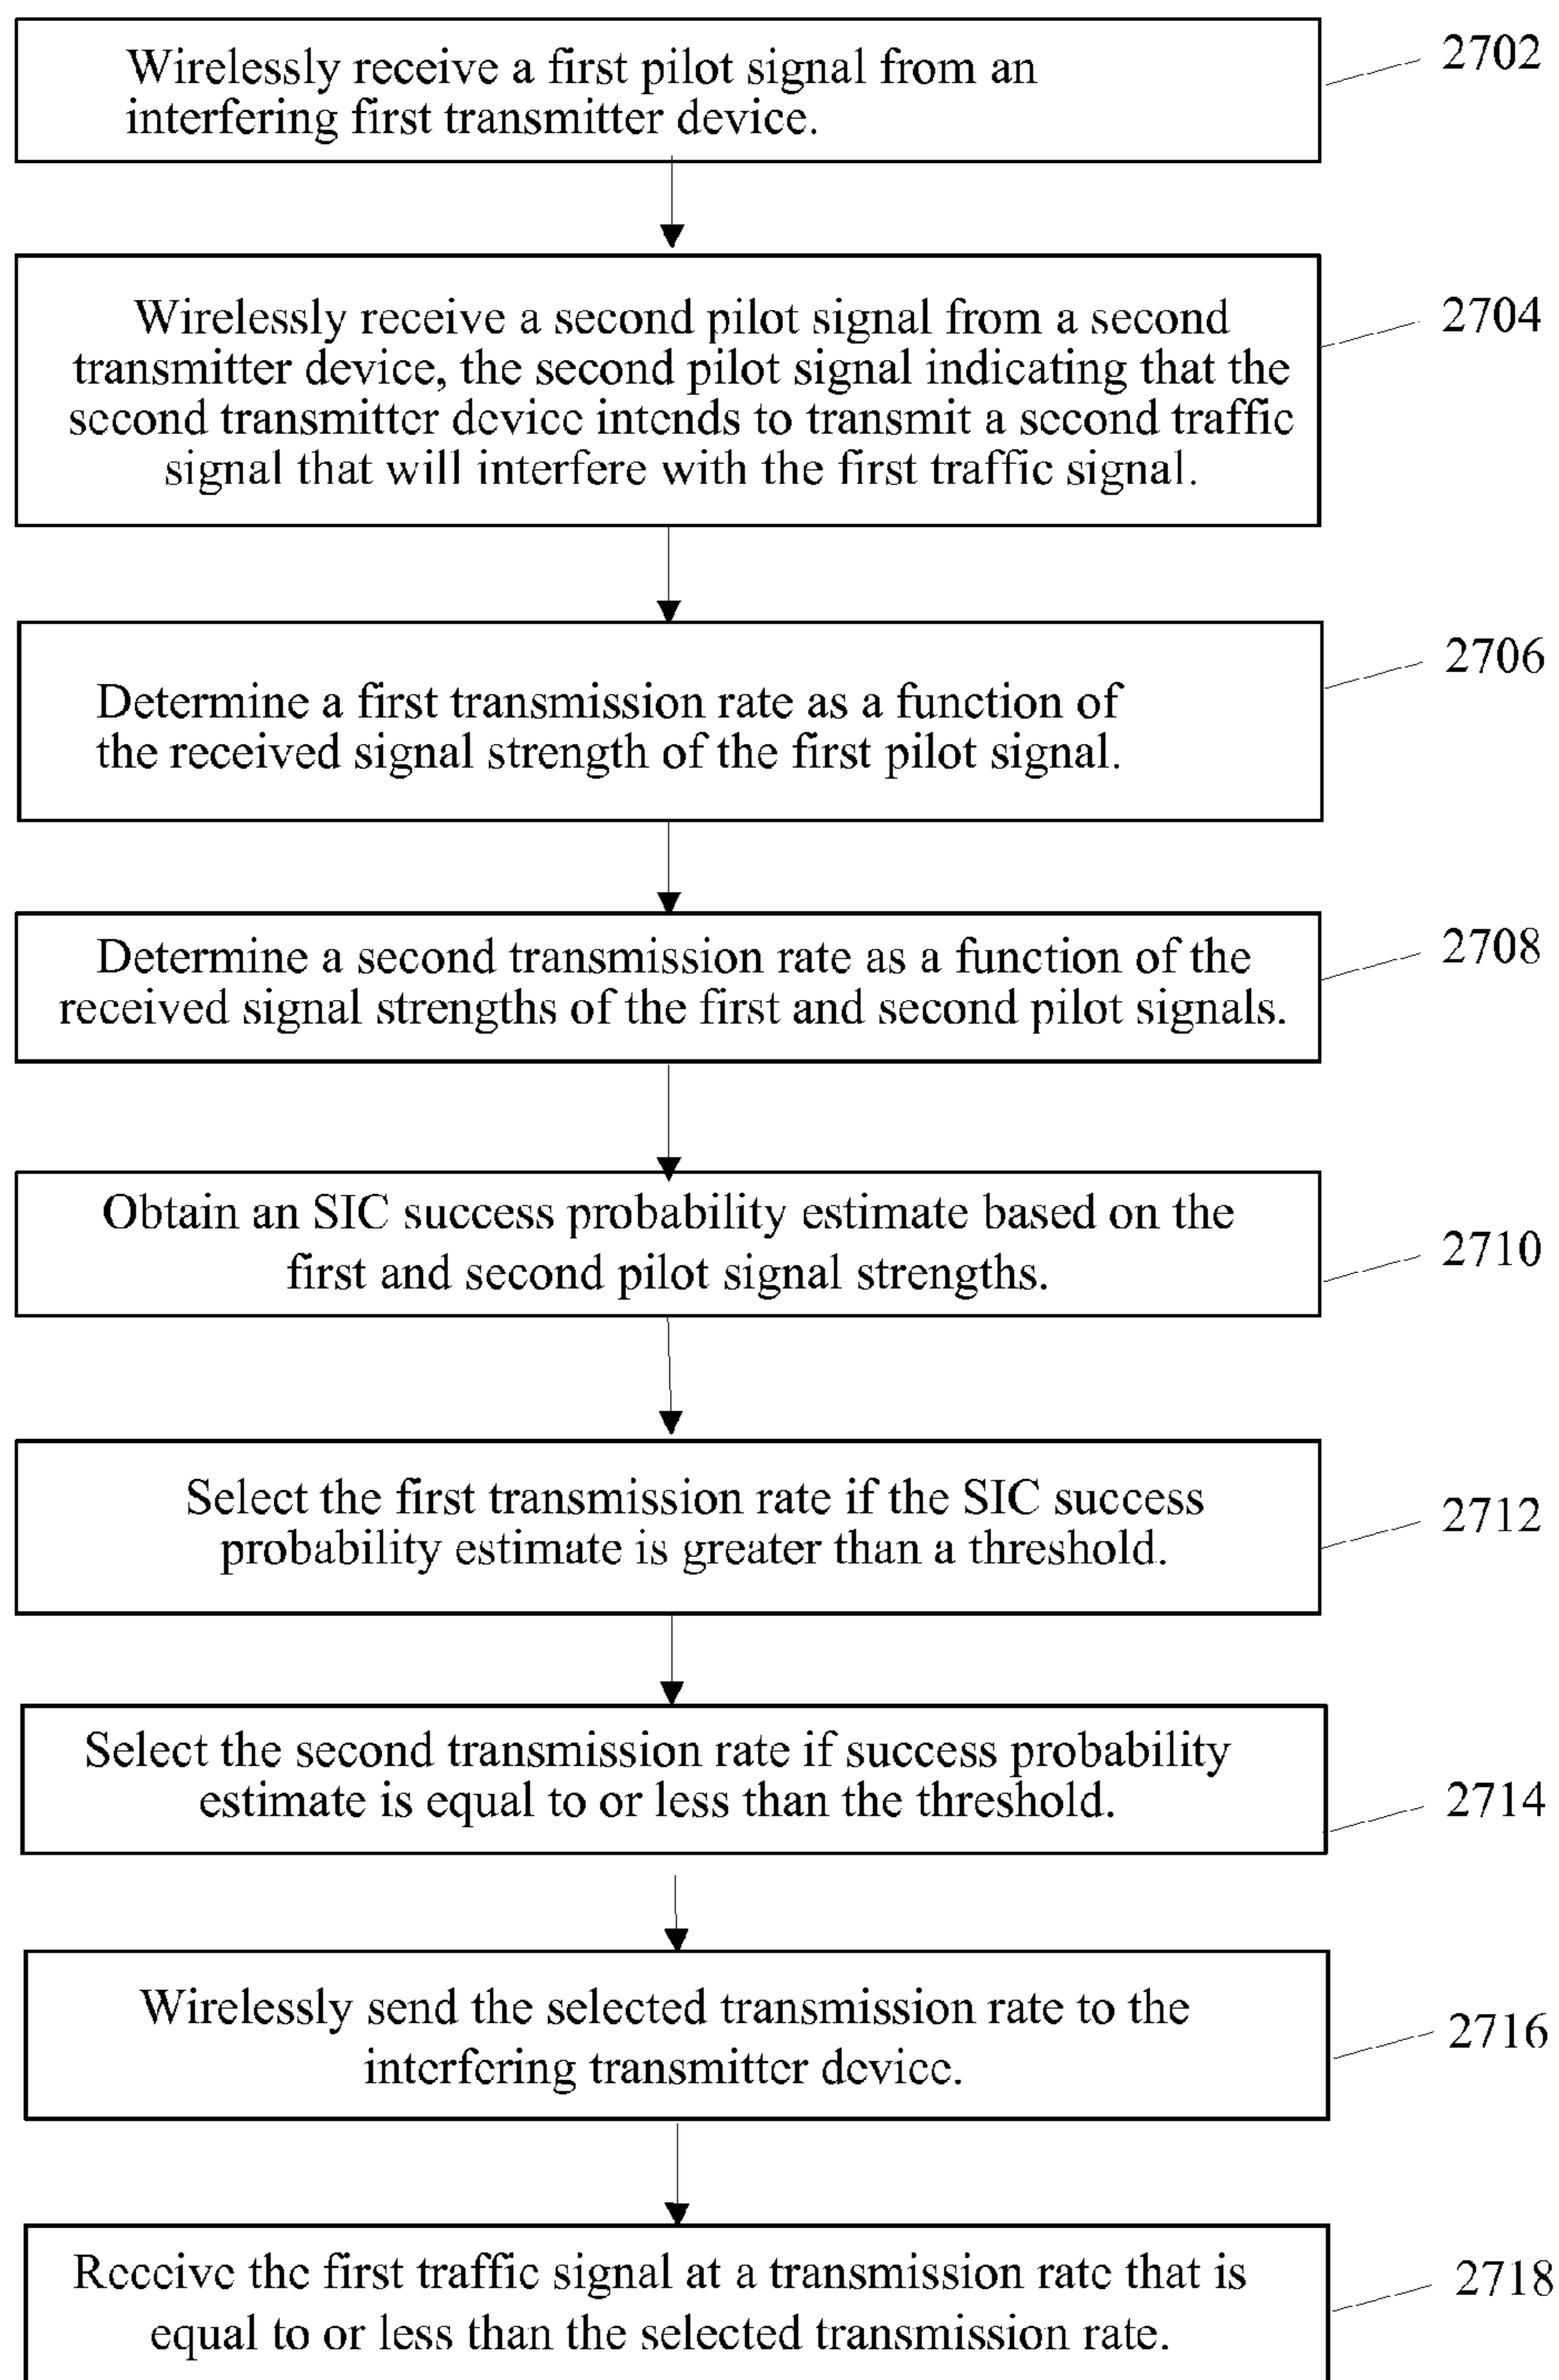 Wirelessly receive a first pilot signal from an
interfering first transmitter device.
2702
Wirelessly receive a second pilot signal from a second
transmitter device, the second pilot signal indicating that the
second transmitter device intends to transmit a second traffic
signal that will interfere with the first traffic signal.
2704
Determine a first transmission rate as a function of
the received signal strength of the first pilot signal.
2706
Determine a second transmission rate as a function of the
received signal strengths of the first and second pilot signals.
2708
Obtain an SIC success probability estimate based on the
first and second pilot signal strengths.
2710
Select the first transmission rate if the SIC success
probability estimate is greater than a threshold.
2712
Select the second transmission rate if success probability
estimate is equal to or less than the threshold.
2714
Wirelessly send the selected transmission rate to the
interfering transmitter device.
2716
Receive the first traffic signal at a transmission rate that is
equal to or less than the selected transmission rate.
2718